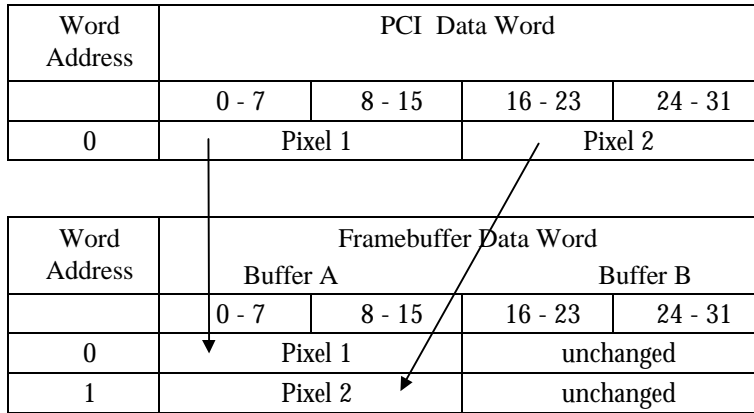 Word Address PCI Data Word
0 - 7 8 - 15 16 - 23 24 - 31
0 Pixel 1 Pixel 2
Word Address Framebuffer Data Word
Buffer A Buffer B
0 - 7 8 - 15 16 - 23 24 - 31
0 Pixel 1 unchanged
1 Pixel 2 unchanged